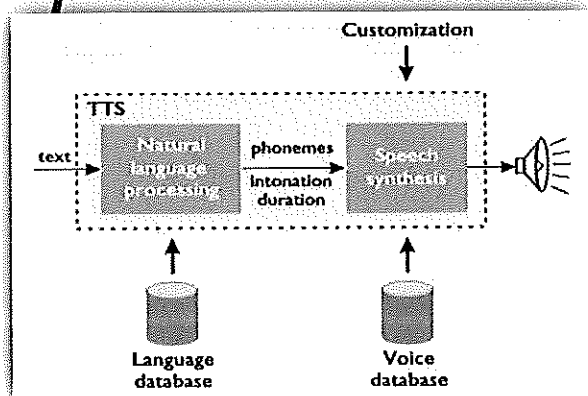 Customization
TTS
text
Natural
language
processing
phonemes
intonation
duration
Speech
synthesis
Language
database
Voice
database